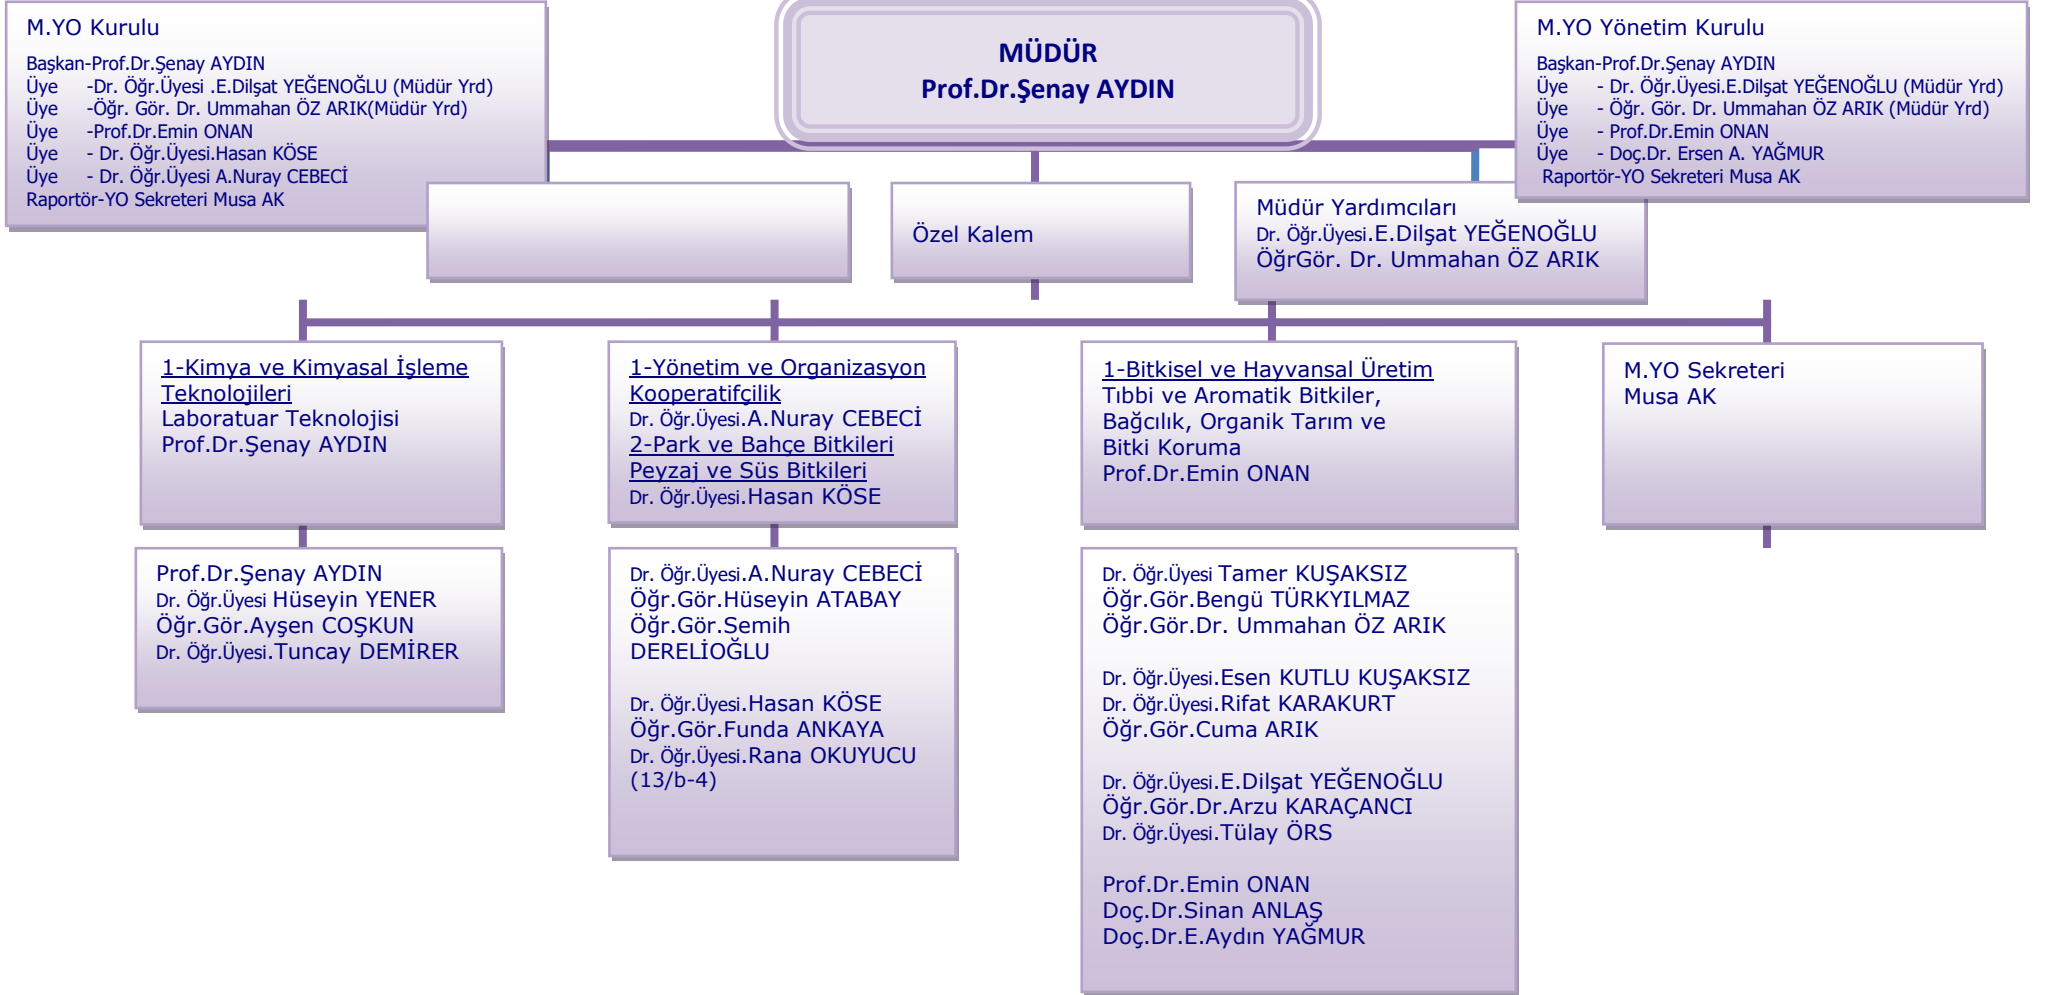 M.YO Kurulu
Başkan-Prof.Dr.Şenay AYDIN
Üye -Dr. Öğr.Üyesi .E.Dilşat YEĞENOĞLU (Müdür Yrd)
Üye -Öğr. Gör. Dr. Ummahan ÖZ ARIK(Müdür Yrd)
Üye -Prof.Dr.Emin ONAN
Üye - Dr. Öğr.Üyesi.Hasan KÖSE
Üye - Dr. Öğr.Üyesi A.Nuray CEBECİ
Raportör-YO Sekreteri Musa AK
MÜDÜR
Prof.Dr.Şenay AYDIN
M.YO Yönetim Kurulu
Başkan-Prof.Dr.Şenay AYDIN
Üye - Dr. Öğr.Üyesi.E.Dilşat YEĞENOĞLU (Müdür Yrd)
Üye - Öğr. Gör. Dr. Ummahan ÖZ ARIK (Müdür Yrd)
Üye - Prof.Dr.Emin ONAN
Üye - Doç.Dr. Ersen A. YAĞMUR
Raportör-YO Sekreteri Musa AK
Özel Kalem
Müdür Yardımcıları
Dr. Öğr.Üyesi.E.Dilşat YEĞENOĞLU
ÖğrGör. Dr. Ummahan ÖZ ARIK
1-Kimya ve Kimyasal İşleme
Teknolojileri
Laboratuar Teknolojisi
Prof.Dr.Şenay AYDIN
1-Yönetim ve Organizasyon
Kooperatifçilik
Dr. Öğr.Üyesi.A.Nuray CEBECİ
2-Park ve Bahçe Bitkileri
Peyzaj ve Süs Bitkileri
Dr. Öğr.Üyesi.Hasan KÖSE
1-Bitkisel ve Hayvansal Üretim
Tıbbi ve Aromatik Bitkiler,
Bağcılık, Organik Tarım ve
Bitki Koruma
Prof.Dr.Emin ONAN
M.YO Sekreteri
Musa AK
Prof.Dr.Şenay AYDIN
Dr. Öğr.Üyesi Hüseyin YENER
Öğr.Gör.Ayşen COŞKUN
Dr. Öğr.Üyesi.Tuncay DEMİRER
Dr. Öğr.Üyesi.A.Nuray CEBECİ
Öğr.Gör.Hüseyin ATABAY
Öğr.Gör.Semih
DERELİOĞLU
Dr. Öğr.Üyesi.Hasan KÖSE
Öğr.Gör.Funda ANKAYA
Dr. Öğr.Üyesi.Rana OKUYUCU
(13/b-4)
Dr. Öğr.Üyesi Tamer KUŞAKSIZ
Öğr.Gör.Bengü TÜRKYILMAZ
Öğr.Gör.Dr. Ummahan ÖZ ARIK
Dr. Öğr.Üyesi.Esen KUTLU KUŞAKSIZ
Dr. Öğr.Üyesi.Rifat KARAKURT
Öğr.Gör.Cuma ARIK
Dr. Öğr.Üyesi.E.Dilşat YEĞENOĞLU
Öğr.Gör.Dr.Arzu KARAÇANCI
Dr. Öğr.Üyesi.Tülay ÖRS
Prof.Dr.Emin ONAN
Doç.Dr.Sinan ANLAŞ
Doç.Dr.E.Aydın YAĞMUR